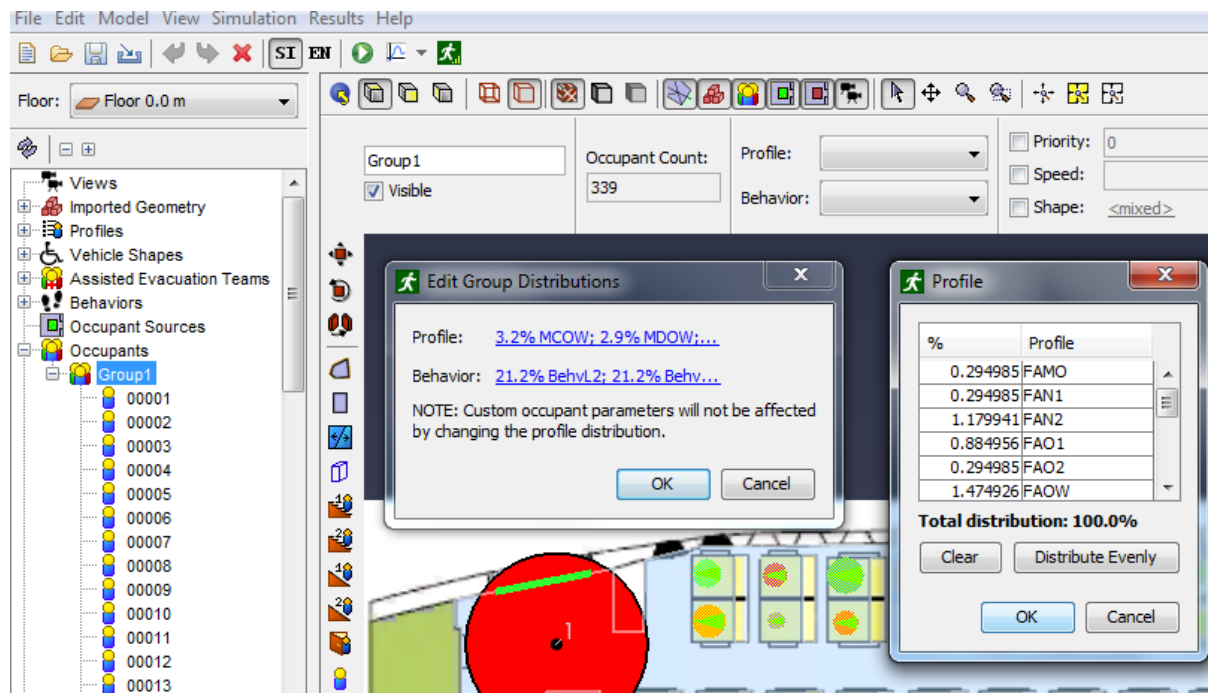 File Edit Model View Simulation Results Help
SI EN
Floor: Floor 0.0 m
Views
Imported Geometry
Profiles
Vehicle Shapes
Assisted Evacuation Teams
Behaviors
Occupant Sources
Occupants
Group1
00001
00002
00003
00004
00005
00006
00007
00008
00009
00010
00011
00012
00013
Group1
Visible
Occupant Count:
339
Profile:
Behavior:
Priority: 0
Speed:
Shape: <mixed>
Edit Group Distributions
Profile: 3.2% MCOW; 2.9% MDOW;...
Behavior: 21.2% BehvL2; 21.2% Behv...
NOTE: Custom occupant parameters will not be affected
by changing the profile distribution.
OK Cancel
Profile
% Profile
0.294985 FAMO
0.294985 FAN1
1.179941 FAN2
0.884956 FAO1
0.294985 FAO2
1.474926 FAOW
Total distribution: 100.0%
Clear Distribute Evenly
OK Cancel
1